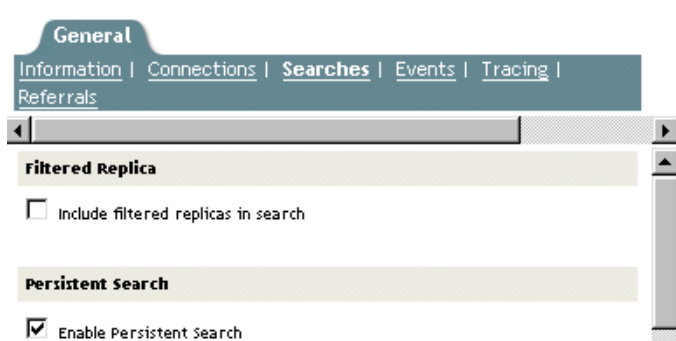 General
Information | Connections | Searches | Events | Tracing |
Referrals
Filtered Replica
Include filtered replicas in search
Persistent Search
Enable Persistent Search